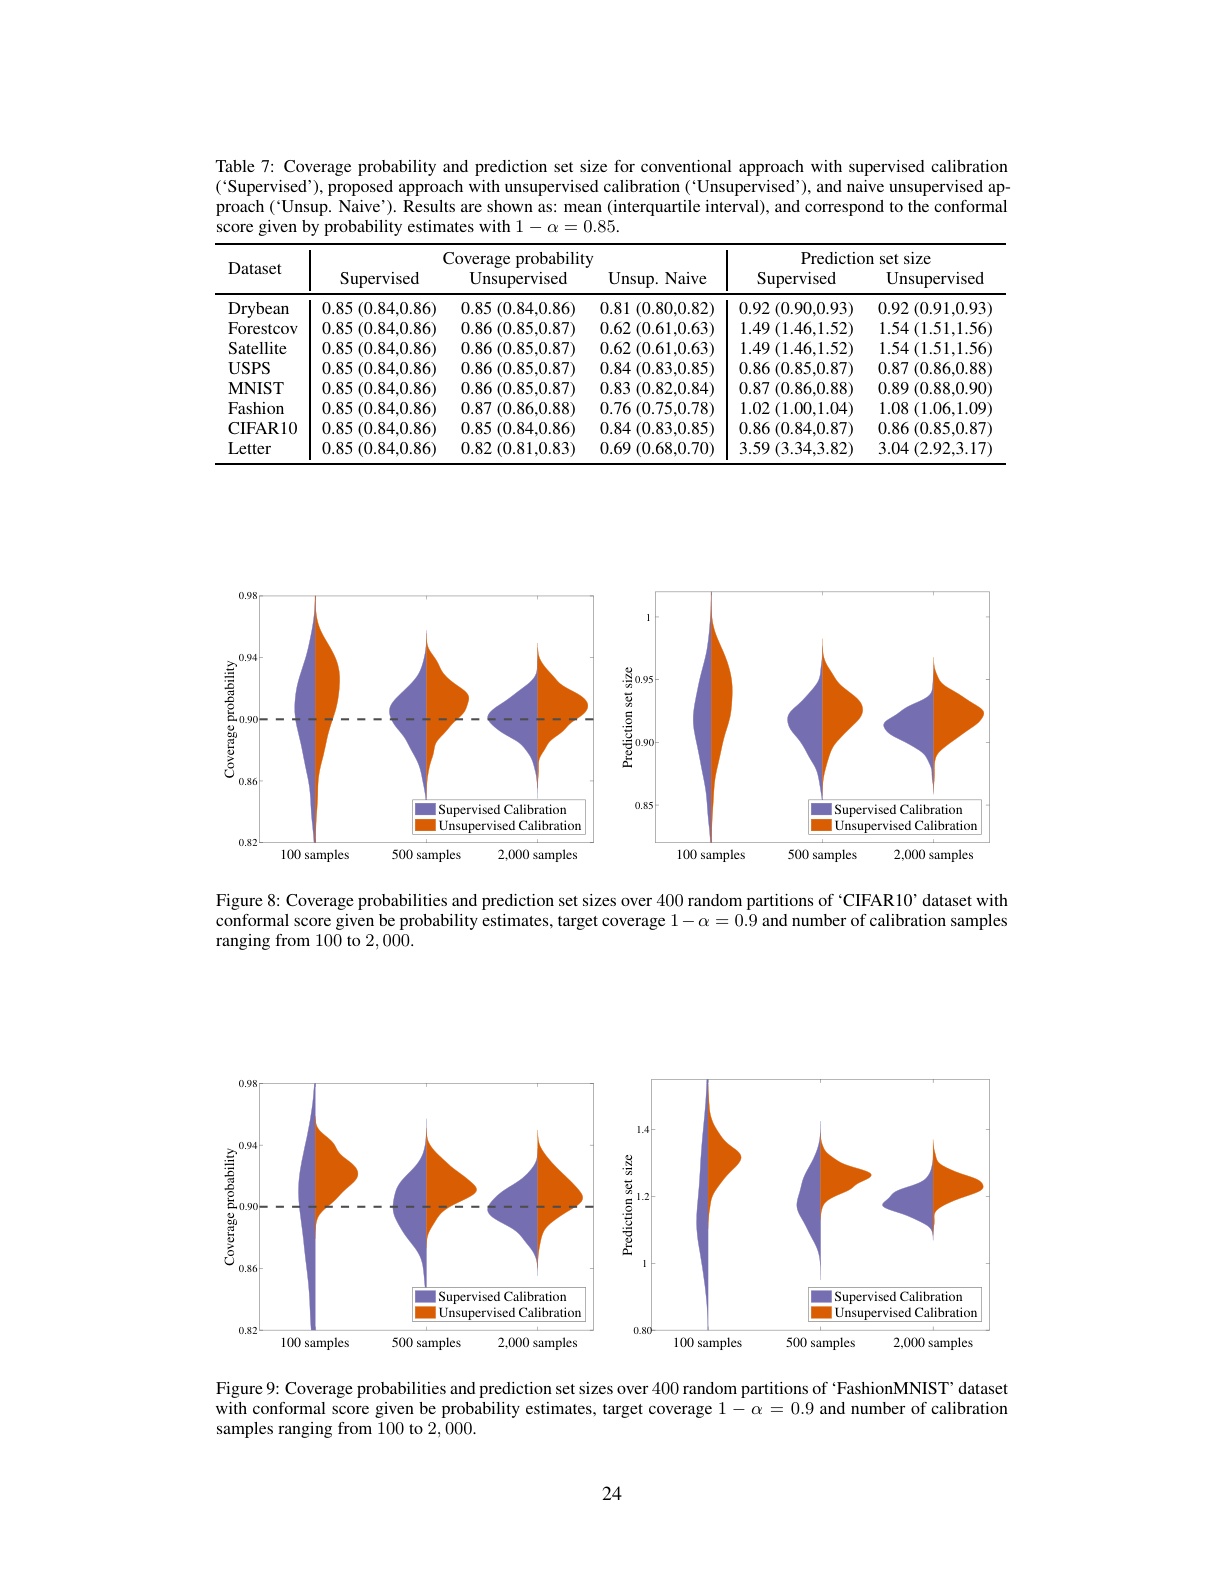 Table 7: Coverage probability and prediction set size for conventional approach with supervised calibration
(‘Supervised’), proposed approach with unsupervised calibration (‘Unsupervised’), and naive unsupervised ap-
proach (‘Unsup. Naive’). Results are shown as: mean (interquartile interval), and correspond to the conformal
score given by probability estimates with 1 − α = 0.85.
Dataset Coverage probability Prediction set size
Supervised Unsupervised Unsup. Naive Supervised Unsupervised
Drybean 0.85 (0.84,0.86) 0.85 (0.84,0.86) 0.81 (0.80,0.82) 0.92 (0.90,0.93) 0.92 (0.91,0.93)
Forestcov 0.85 (0.84,0.86) 0.86 (0.85,0.87) 0.62 (0.61,0.63) 1.49 (1.46,1.52) 1.54 (1.51,1.56)
Satellite 0.85 (0.84,0.86) 0.86 (0.85,0.87) 0.62 (0.61,0.63) 1.49 (1.46,1.52) 1.54 (1.51,1.56)
USPS 0.85 (0.84,0.86) 0.86 (0.85,0.87) 0.84 (0.83,0.85) 0.86 (0.85,0.87) 0.87 (0.86,0.88)
MNIST 0.85 (0.84,0.86) 0.86 (0.85,0.87) 0.83 (0.82,0.84) 0.87 (0.86,0.88) 0.89 (0.88,0.90)
Fashion 0.85 (0.84,0.86) 0.87 (0.86,0.88) 0.76 (0.75,0.78) 1.02 (1.00,1.04) 1.08 (1.06,1.09)
CIFAR10 0.85 (0.84,0.86) 0.85 (0.84,0.86) 0.84 (0.83,0.85) 0.86 (0.84,0.87) 0.86 (0.85,0.87)
Letter 0.85 (0.84,0.86) 0.82 (0.81,0.83) 0.69 (0.68,0.70) 3.59 (3.34,3.82) 3.04 (2.92,3.17)
Coverage probability
0.98
0.94
0.90
0.86
0.82
Supervised Calibration
Unsupervised Calibration
100 samples 500 samples 2,000 samples
Prediction set size
1
0.95
0.90
0.85
Supervised Calibration
Unsupervised Calibration
100 samples 500 samples 2,000 samples
Figure 8: Coverage probabilities and prediction set sizes over 400 random partitions of ‘CIFAR10’ dataset with
conformal score given be probability estimates, target coverage 1 − α = 0.9 and number of calibration samples
ranging from 100 to 2, 000.
Coverage probability
0.98
0.94
0.90
0.86
0.82
Supervised Calibration
Unsupervised Calibration
100 samples 500 samples 2,000 samples
Prediction set size
1.4
1.2
1
0.80
Supervised Calibration
Unsupervised Calibration
100 samples 500 samples 2,000 samples
Figure 9: Coverage probabilities and prediction set sizes over 400 random partitions of ‘FashionMNIST’ dataset
with conformal score given be probability estimates, target coverage 1 − α = 0.9 and number of calibration
samples ranging from 100 to 2, 000.
24